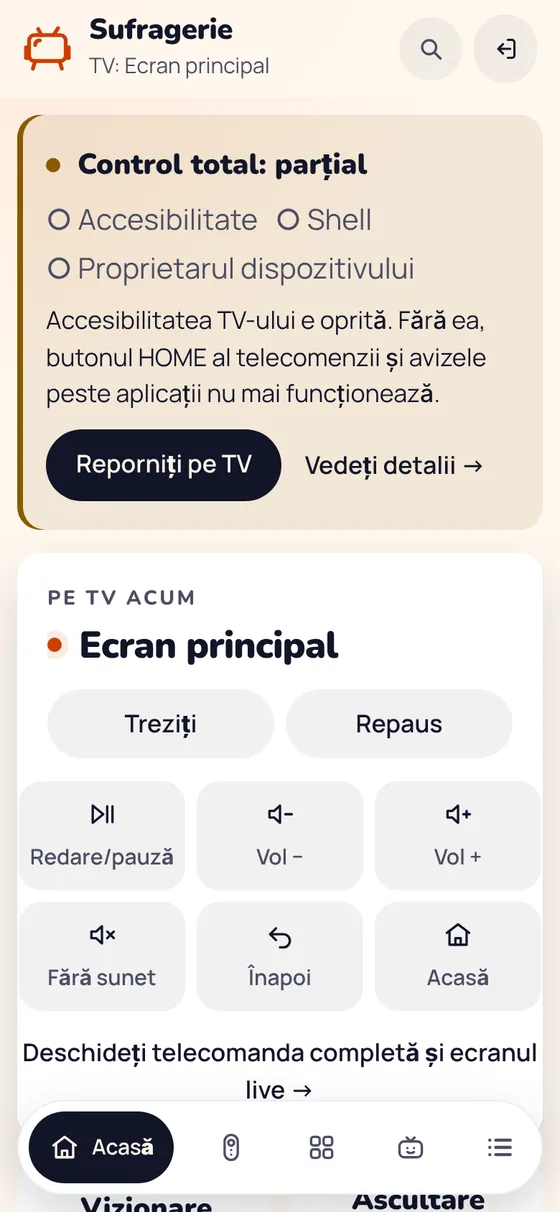 Sufragerie
TV: Ecran principal
Control total: parțial
Accesibilitate Shell
Proprietarul dispozitivului
Accesibilitatea TV-ului e oprită. Fără ea,
butonul HOME al telecomenzii și avizele
peste aplicații nu mai funcționează.
Reporniți pe TV Vedeți detalii →
PE TV ACUM
Ecran principal
Treziți Repaus
Redare/pauză Vol − Vol +
Fără sunet Înapoi Acasă
Deschideți telecomanda completă și ecranul
live →
Acasă
Vizionare Ascultare